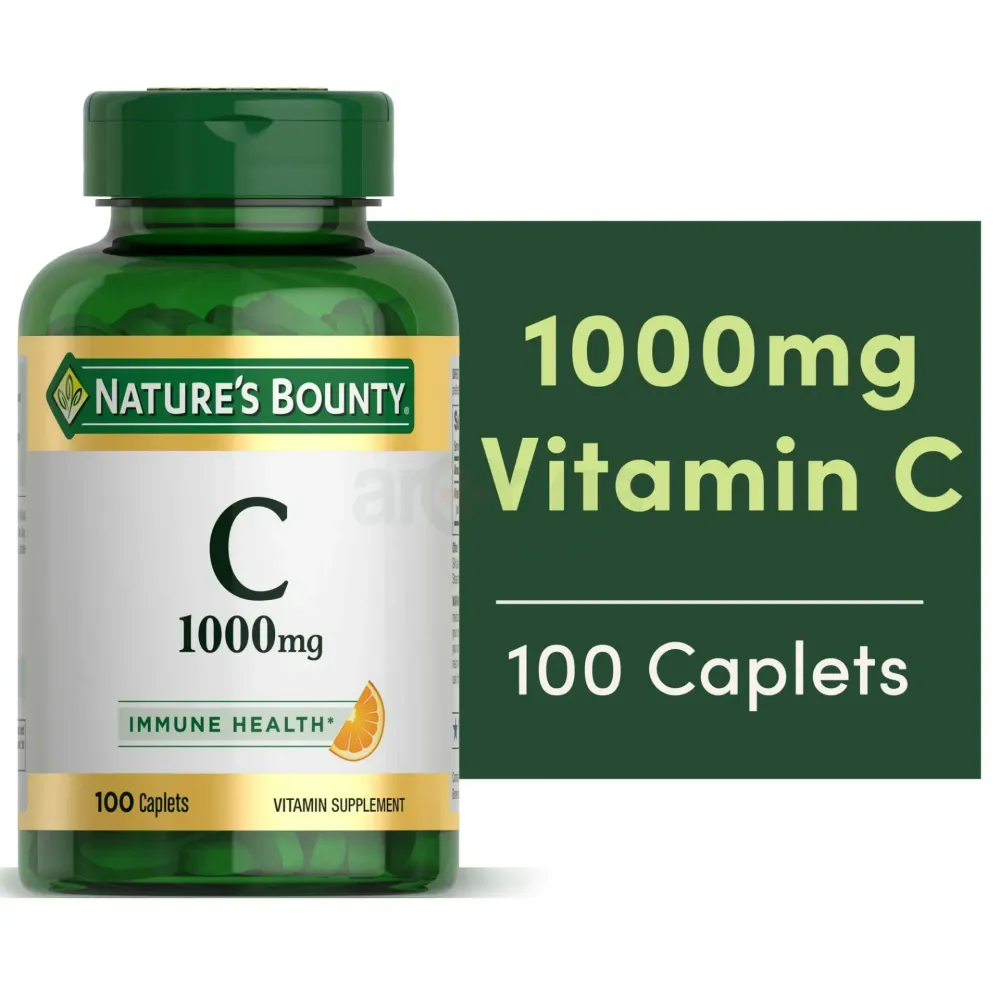 NATURE'S BOUNTY®
C
1000mg
IMMUNE HEALTH*
100 Caplets
VITAMIN SUPPLEMENT
1000mg
Vitamin C
100 Caplets